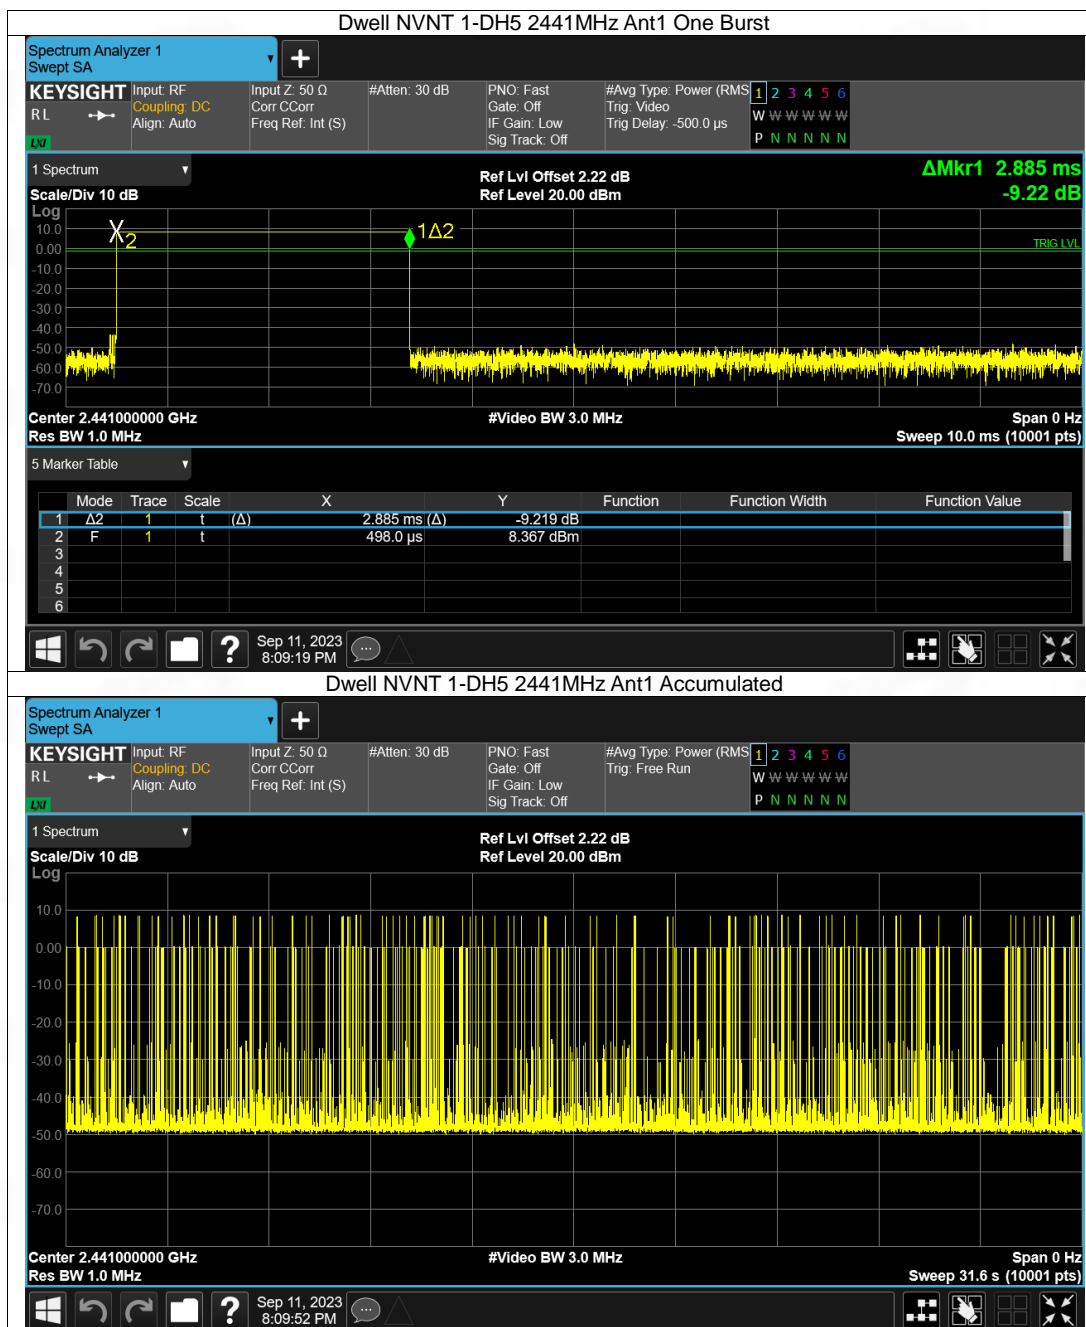 Dwell NVNT 1-DH5 2441MHz Ant1 One Burst
Spectrum Analyzer 1
Swept SA
+
KEYSIGHT Input: RF Input Z: 50 Ω #Atten: 30 dB PNO: Fast #Avg Type: Power (RMS 1 2 3 4 5 6
RL Coupling: DC Corr CCorr Gate: Off Trig: Video W W W W W W
Align: Auto Freq Ref: Int (S) IF Gain: Low Trig Delay: -500.0 µs
LXI Sig Track: Off P N N N N N
1 Spectrum
Ref Lvl Offset 2.22 dB ΔMkr1 2.885 ms
Scale/Div 10 dB Ref Level 20.00 dBm -9.22 dB
Log
10.0
X 2 1Δ2
0.00 TRIG LVL
-10.0
-20.0
-30.0
-40.0
-50.0
-60.0
-70.0
Center 2.441000000 GHz #Video BW 3.0 MHz Span 0 Hz
Res BW 1.0 MHz Sweep 10.0 ms (10001 pts)
5 Marker Table
Mode Trace Scale X Y Function Function Width Function Value
1 Δ2 1 t (Δ) 2.885 ms (Δ) -9.219 dB
2 F 1 t 498.0 µs 8.367 dBm
3
4
5
6
? Sep 11, 2023
8:09:19 PM
Dwell NVNT 1-DH5 2441MHz Ant1 Accumulated
Spectrum Analyzer 1
Swept SA
+
KEYSIGHT Input: RF Input Z: 50 Ω #Atten: 30 dB PNO: Fast #Avg Type: Power (RMS 1 2 3 4 5 6
RL Coupling: DC Corr CCorr Gate: Off Trig: Free Run W W W W W W
Align: Auto Freq Ref: Int (S) IF Gain: Low
LXI Sig Track: Off P N N N N N
1 Spectrum
Ref Lvl Offset 2.22 dB
Scale/Div 10 dB Ref Level 20.00 dBm
Log
10.0
0.00
-10.0
-20.0
-30.0
-40.0
-50.0
-60.0
-70.0
Center 2.441000000 GHz #Video BW 3.0 MHz Span 0 Hz
Res BW 1.0 MHz Sweep 31.6 s (10001 pts)
? Sep 11, 2023
8:09:52 PM